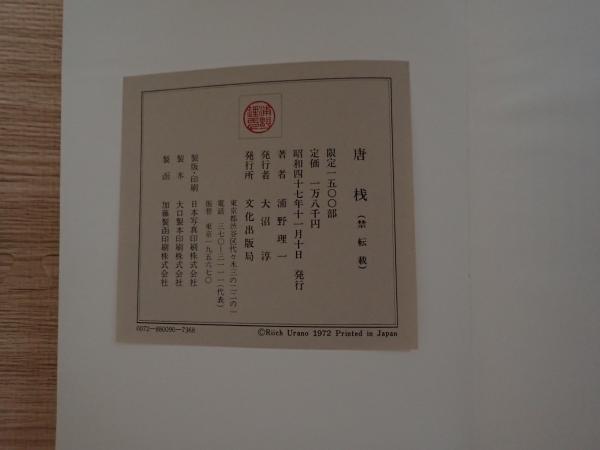 唐桟（禁転載）
限定一五〇〇部
定価 一万八千円
昭和四十七年十一月十日 発行
著者 浦野理一
発行者 大沼淳
発行所 文化出版局
東京都渋谷区代々木三の二二の一
電話 三七〇―三一一一（代表）
振替 東京一九五六七〇
製版・印刷 日本写真印刷株式会社
製本 大口製本印刷株式会社
製函 加藤製函印刷株式会社
0072―880090―7368
©Riich Urano 1972 Printed in Japan